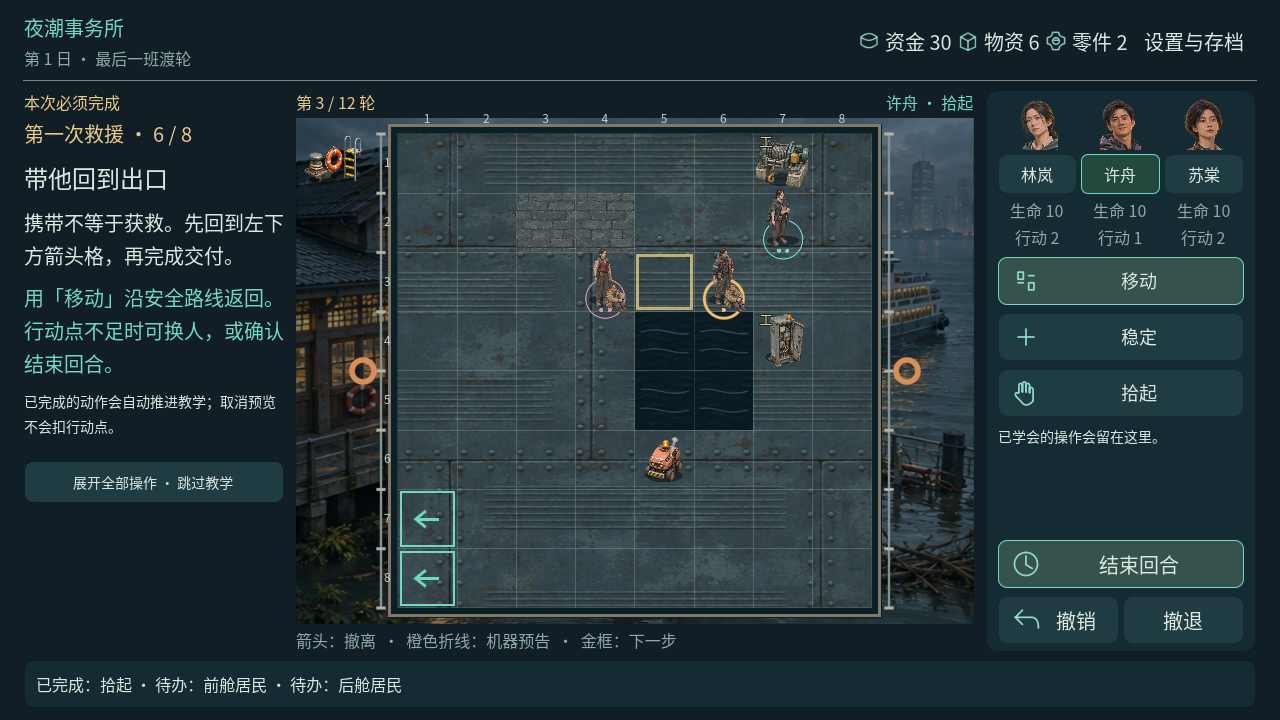 夜潮事务所
第 1 日 · 最后一班渡轮
资金 30 物资 6 零件 2 设置与存档
本次必须完成
第一次救援 · 6 / 8
带他回到出口
携带不等于获救。先回到左下
方箭头格，再完成交付。
用「移动」沿安全路线返回。
行动点不足时可换人，或确认
结束回合。
已完成的动作会自动推进教学；取消预览
不会扣行动点。
展开全部操作 · 跳过教学
第 3 / 12 轮
许舟 · 拾起
1 2 3 4 5 6 7 8
1
2
3
4
5
6
7
8
箭头：撤离 · 橙色折线：机器预告 · 金框：下一步
林岚 许舟 苏棠
生命 10 生命 10 生命 10
行动 2 行动 1 行动 2
移动
稳定
拾起
已学会的操作会留在这里。
结束回合
撤销 撤退
已完成：拾起 · 待办：前舱居民 · 待办：后舱居民